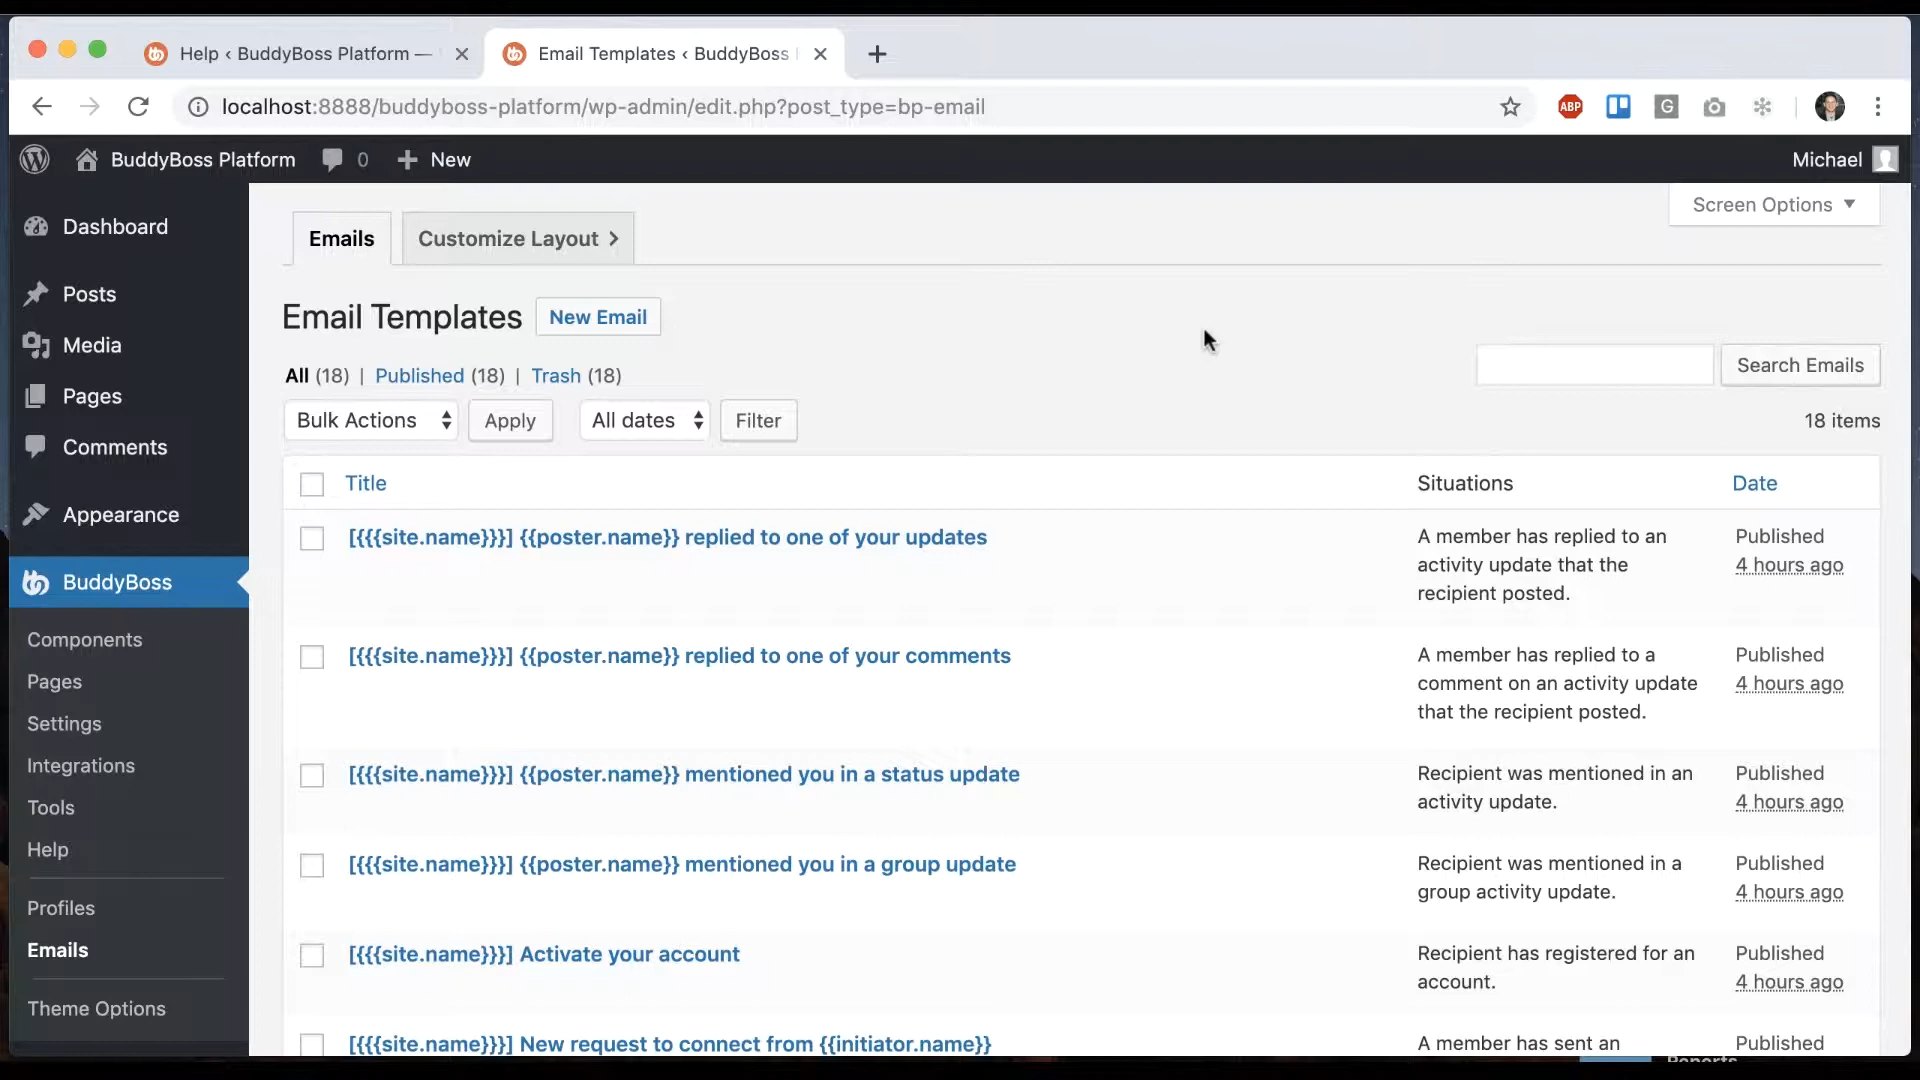 Help ‹ BuddyBoss Platform —
Email Templates ‹ BuddyBoss
localhost:8888/buddyboss-platform/wp-admin/edit.php?post_type=bp-email
ABP
G
BuddyBoss Platform
0
New
Michael
Screen Options
Dashboard
Posts
Media
Pages
Comments
Appearance
BuddyBoss
Components
Pages
Settings
Integrations
Tools
Help
Profiles
Emails
Theme Options
Emails
Customize Layout
Email Templates
New Email
All (18) | Published (18) | Trash (18)
Search Emails
Bulk Actions
Apply
All dates
Filter
18 items
Title
Situations
Date
[{{{site.name}}}] {{poster.name}} replied to one of your updates
A member has replied to an
activity update that the
recipient posted.
Published
4 hours ago
[{{{site.name}}}] {{poster.name}} replied to one of your comments
A member has replied to a
comment on an activity update
that the recipient posted.
Published
4 hours ago
[{{{site.name}}}] {{poster.name}} mentioned you in a status update
Recipient was mentioned in an
activity update.
Published
4 hours ago
[{{{site.name}}}] {{poster.name}} mentioned you in a group update
Recipient was mentioned in a
group activity update.
Published
4 hours ago
[{{{site.name}}}] Activate your account
Recipient has registered for an
account.
Published
4 hours ago
[{{{site.name}}}] New request to connect from {{initiator.name}}
A member has sent an
Published
Reports